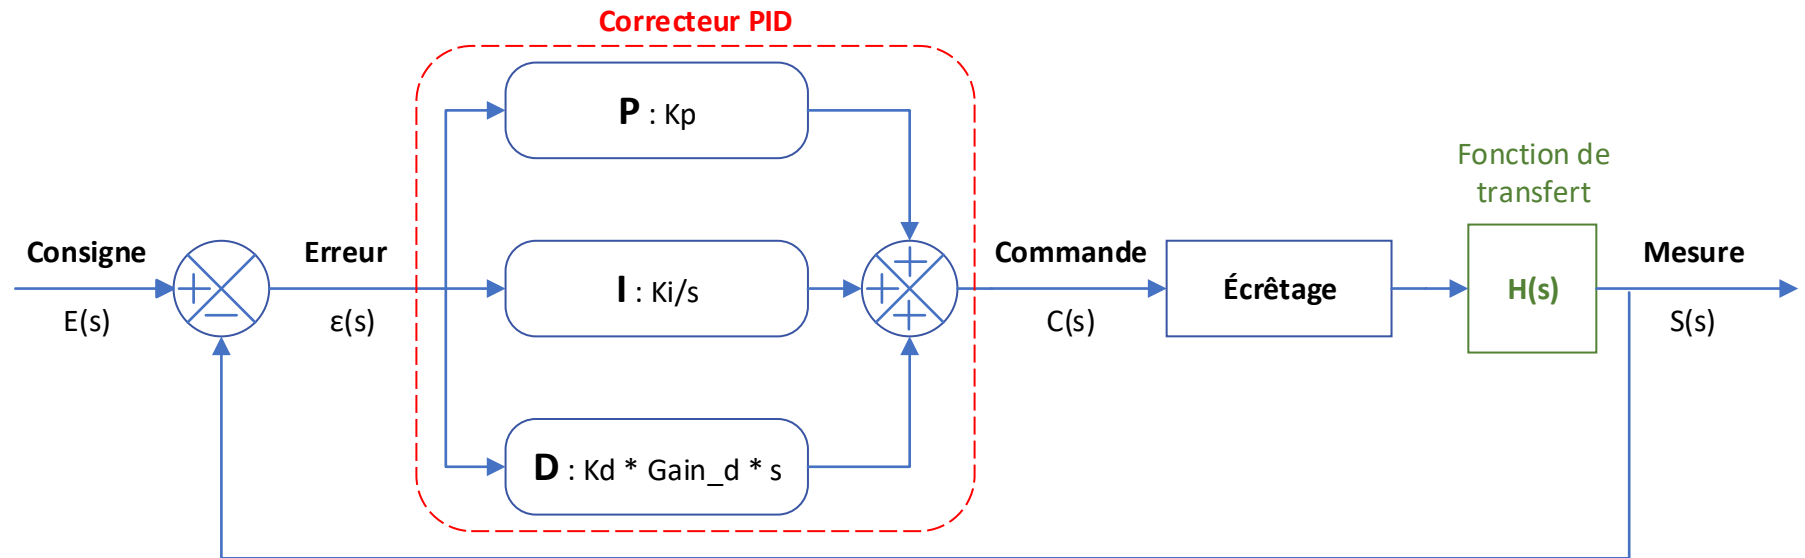 Correcteur PID
P : Kp
Fonction de
transfert
Consigne
Erreur
I : Ki/s
Commande
Écrêtage
H(s)
Mesure
E(s)
ε(s)
C(s)
S(s)
D : Kd * Gain_d * s